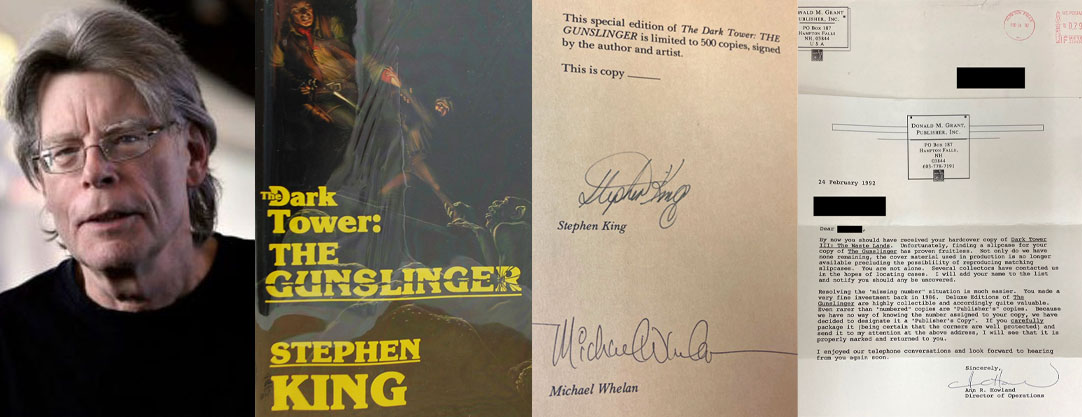 The Dark
Tower:
THE
GUNSLINGER
STEPHEN
KING
This special edition of The Dark Tower: THE
GUNSLINGER is limited to 500 copies, signed
by the author and artist.
This is copy
Stephen King
Stephen King
Michael Whelan
Michael Whelan
DONALD M. GRANT
PUBLISHER, INC.
PO BOX 187
HAMPTON FALLS
NH, 03844
U S A
DONALD M. GRANT,
PUBLISHER, INC.
PO BOX 187
HAMPTON FALLS,
NH
03844
603-778-7191
24 February 1992
Dear
By now you should have received your hardcover copy of Dark Tower
III: The Waste Lands. Unfortunately, finding a slipcase for your
copy of The Gunslinger has proven fruitless. Not only do we have
none remaining, the cover material used in production is no longer
available precluding the possiblility of reproducing matching
slipcases. You are not alone. Several collectors have contacted us
in the hopes of locating cases. I will add your name to the list
and notify you should any be uncovered.
Resolving the "missing number" situation is much easier. You made a
very fine investment back in 1984. Deluxe Editions of The
Gunslinger are highly collectible and accordingly quite valuable.
Even rarer than "numbered" copies are "Publisher's" copies. Because
we have no way of knowing the number assigned to your copy, we have
decided to designate it a "Publisher's Copy". If you carefully
package it (being certain that the corners are well protected) and
send it to my attention at the above address, I will see that it is
properly marked and returned to you.
I enjoyed our telephone conversations and look forward to hearing
from you again soon.
Sincerely,
Ann R. Howland
Director of Operations